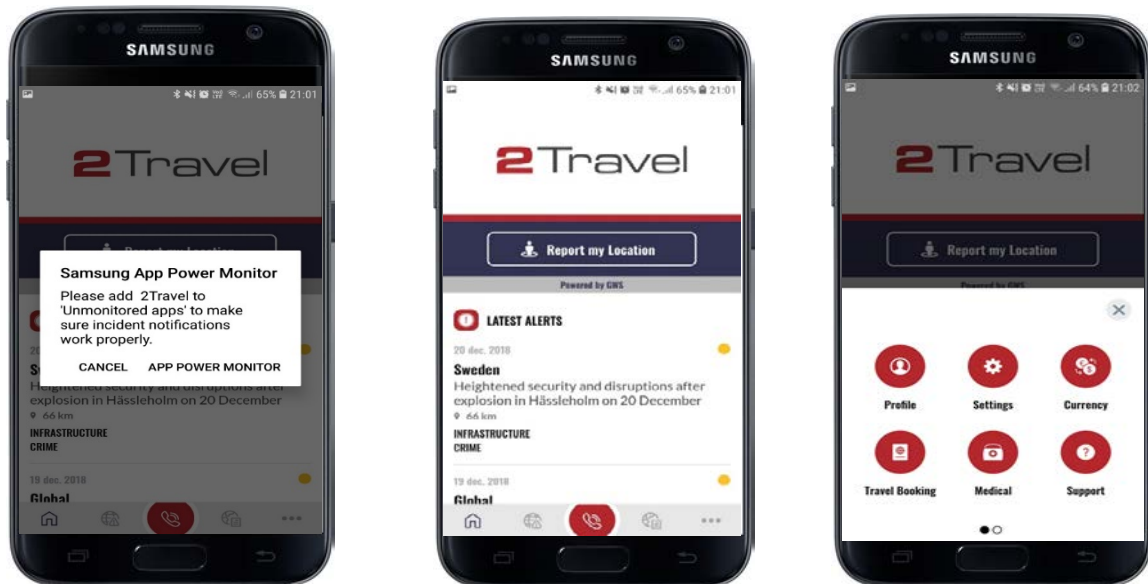 SAMSUNG
65% 21:01
2Travel
Report my Location
Samsung App Power Monitor
Please add 2Travel to
'Unmonitored apps' to make
sure incident notifications
work properly.
CANCEL APP POWER MONITOR
Heightened security and disruptions after
explosion in Hässleholm on 20 December
66 km
INFRASTRUCTURE
CRIME
19 dec. 2018
Global
SAMSUNG
65% 21:01
2Travel
Report my Location
Powered by GWS
LATEST ALERTS
20 dec. 2018
Sweden
Heightened security and disruptions after
explosion in Hässleholm on 20 December
66 km
INFRASTRUCTURE
CRIME
19 dec. 2018
Global
SAMSUNG
64% 21:02
2Travel
Report my Location
Powered by GWS
Profile Settings Currency
Travel Booking Medical Support